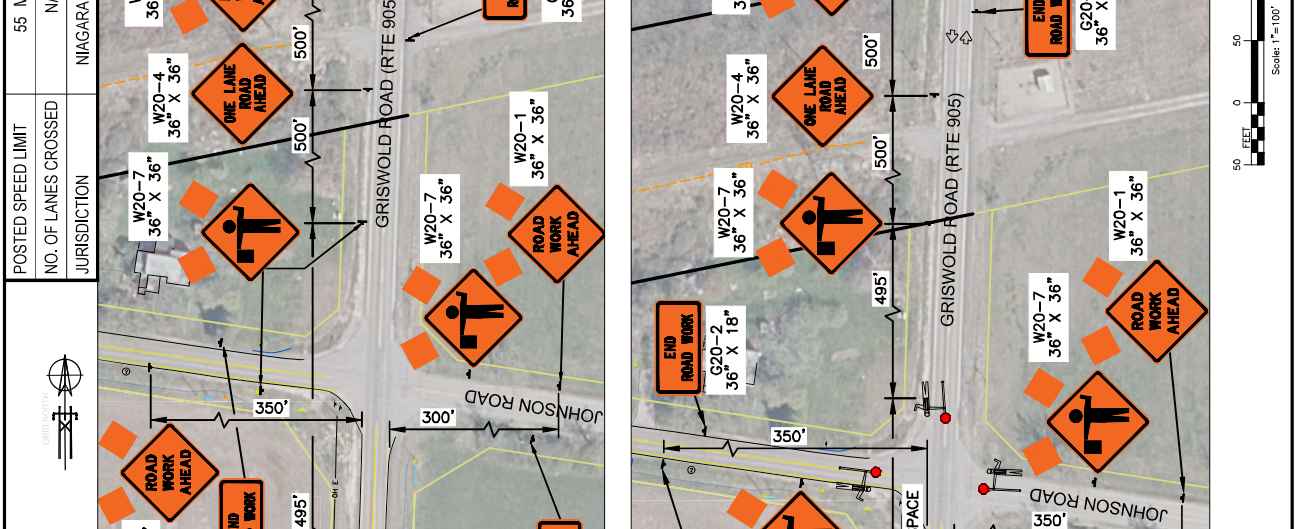 POSTED SPEED LIMIT
55
NO. OF LANES CROSSED
JURISDICTION
NIAGARA
GRID NORTH
500'
ONE LANE
ROAD
AHEAD
W20-4
36" X 36"
500'
W20-7
36" X 36"
GRISWOLD ROAD (RTE 905)
W20-1
36" X 36"
W20-7
36" X 36"
ROAD
WORK
AHEAD
350'
300'
JOHNSON ROAD
ROAD
WORK
AHEAD
WORK
495'
OH E
500'
ONE LANE
ROAD
AHEAD
W20-4
36" X 36"
500'
W20-7
36" X 36"
END
ROAD WORK
GRISWOLD ROAD (RTE 905)
495'
END
ROAD WORK
G20-2
36" X 18"
W20-1
36" X 36"
W20-7
36" X 36"
ROAD
WORK
AHEAD
350'
JOHNSON ROAD
350'
50
0
50
FEET
Scale: 1"=100'